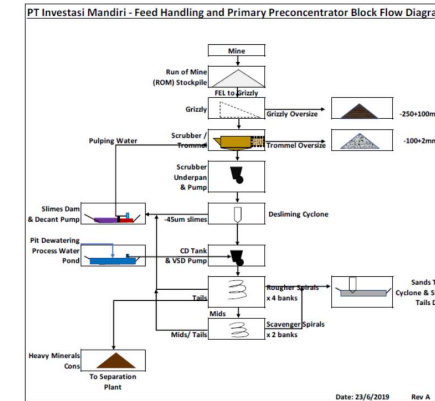 PT Investasi Mandiri - Feed Handling and Primary Preconcentrator Block Flow Diagra
Mine
Run of Mine
(ROM) Stockpile
FEL to Grizzly
Grizzly
Grizzly Oversize
-250+100m
Scrubber /
Trommel
Trommel Oversize
-100+2mn
Pulping Water
Scrubber
Underpan
& Pump
Slimes Dam
& Decant Pump
-45um slimes
Desliming Cyclone
Pit Dewatering
Process Water
Pond
CD Tank
& VSD Pump
Rougher Spirals
x 4 banks
Tails
Sands T
Cyclone & S
Tails D
Mids
Scavenger Spirals
x 2 banks
Mids/ Tails
Heavy Minerals
Cons
To Separation
Plant
Date: 23/6/2019
Rev A